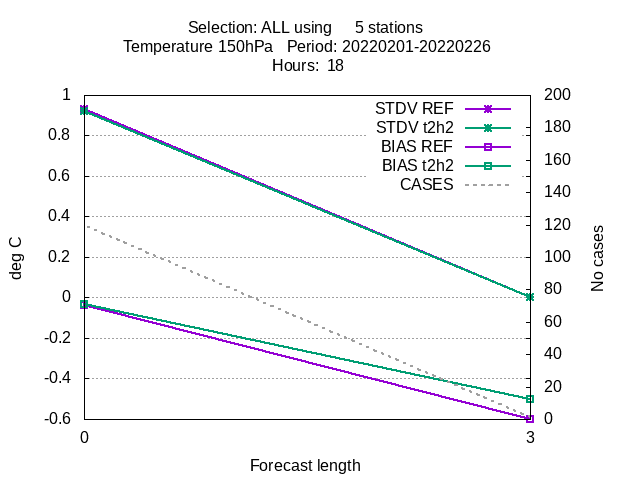 Selection: ALL using     5 stations
Temperature 150hPa   Period: 20220201-20220226
Hours:  18
STDV REF
STDV t2h2
BIAS REF
BIAS t2h2
CASES
1
0.8
0.6
0.4
0.2
0
-0.2
-0.4
-0.6
deg C
200
180
160
140
120
100
80
60
40
20
0
No cases
0
3
Forecast length